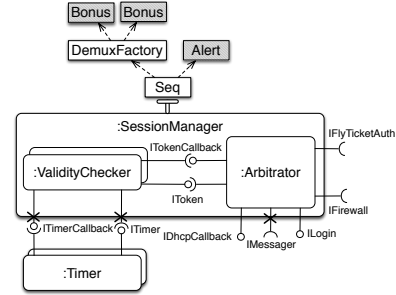 Bonus Bonus
DemuxFactory Alert
Seq
:SessionManager
ITokenCallback
IFlyTicketAuth
:ValidityChecker
:Arbitrator
IToken
IFirewall
ITimerCallback ITimer
IDhcpCallback
IMessager
ILogin
:Timer